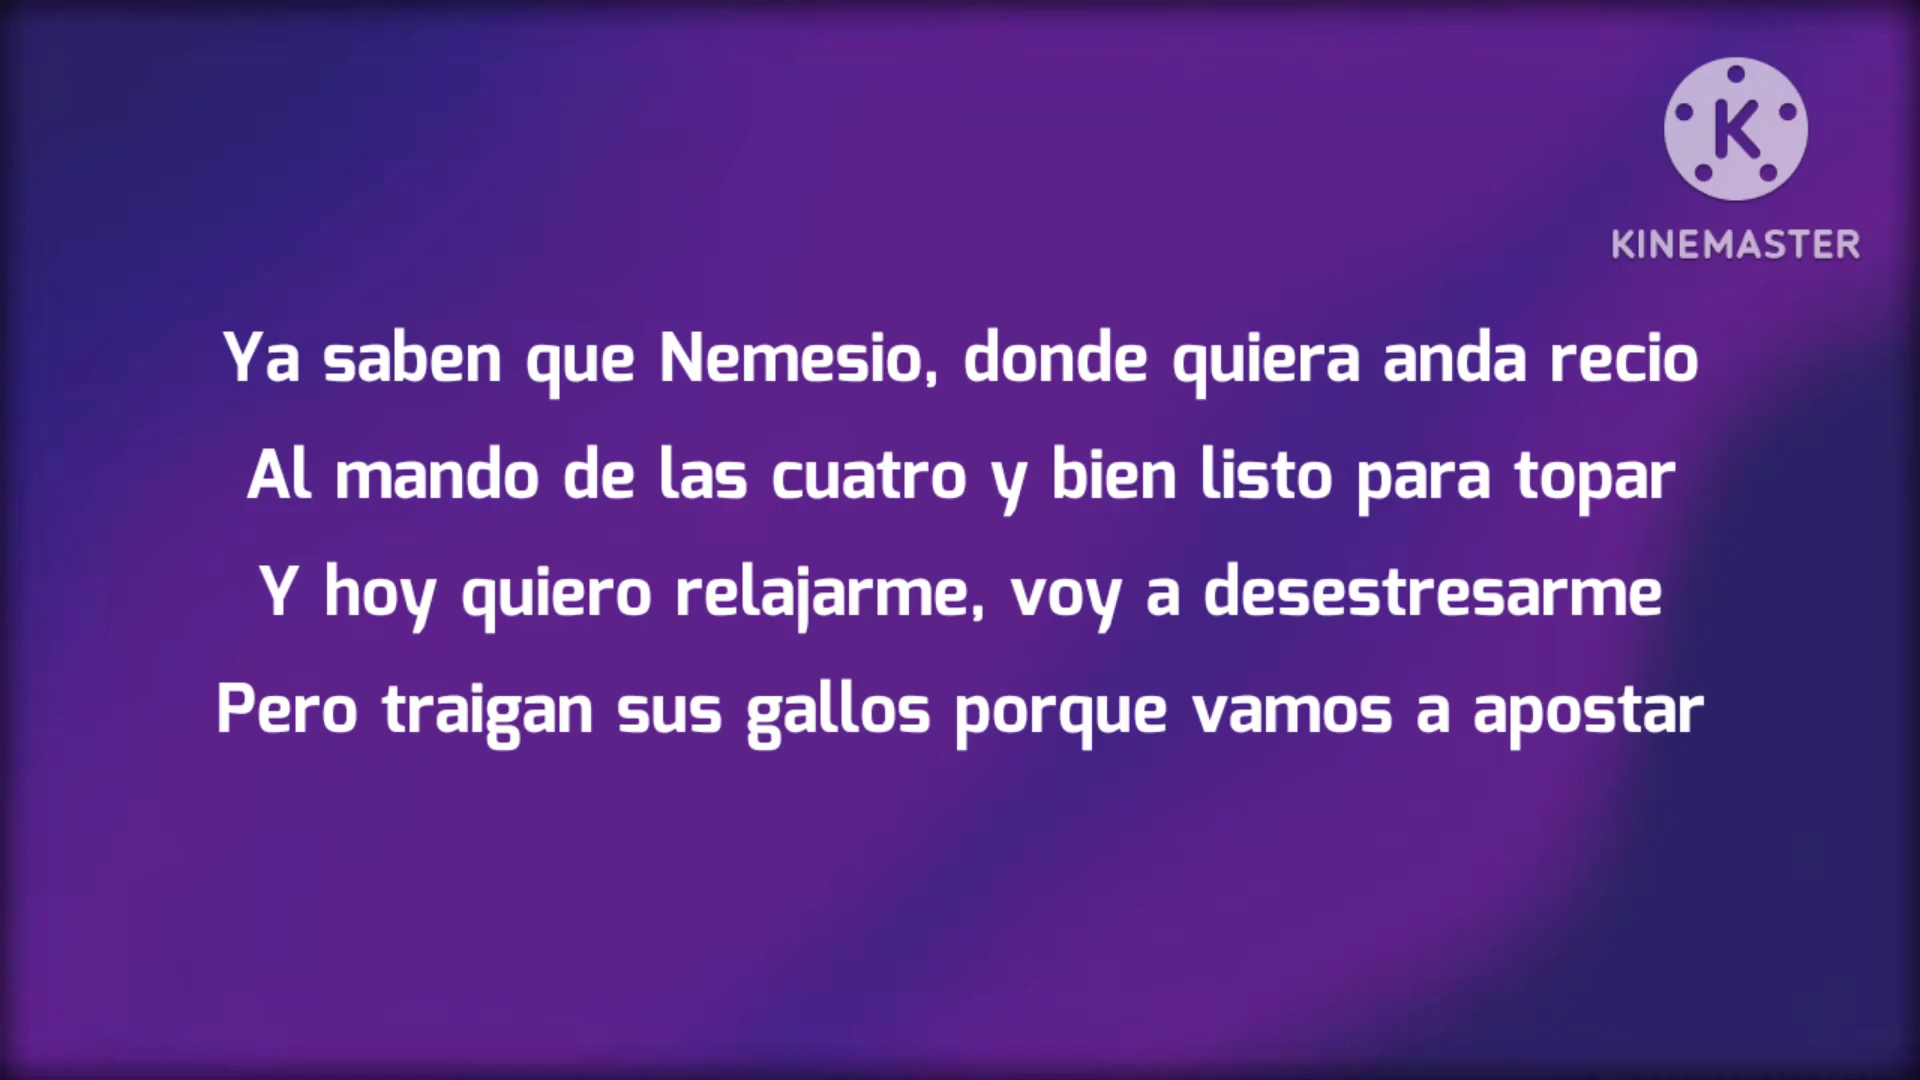 K
KINEMASTER
Ya saben que Nemesio, donde quiera anda recio
Al mando de las cuatro y bien listo para topar
Y hoy quiero relajarme, voy a desestresarme
Pero traigan sus gallos porque vamos a apostar